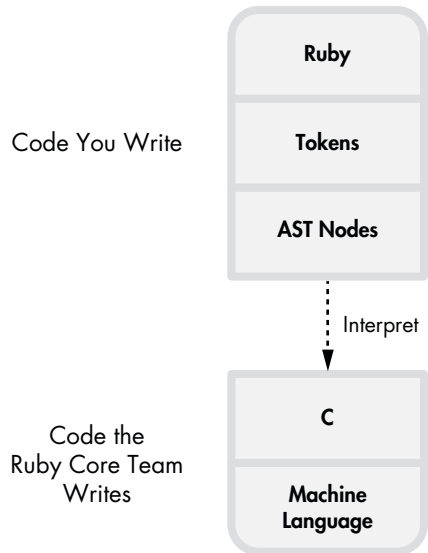 Ruby
Code You Write
Tokens
AST Nodes
Interpret
C
Code the
Ruby Core Team
Writes
Machine
Language